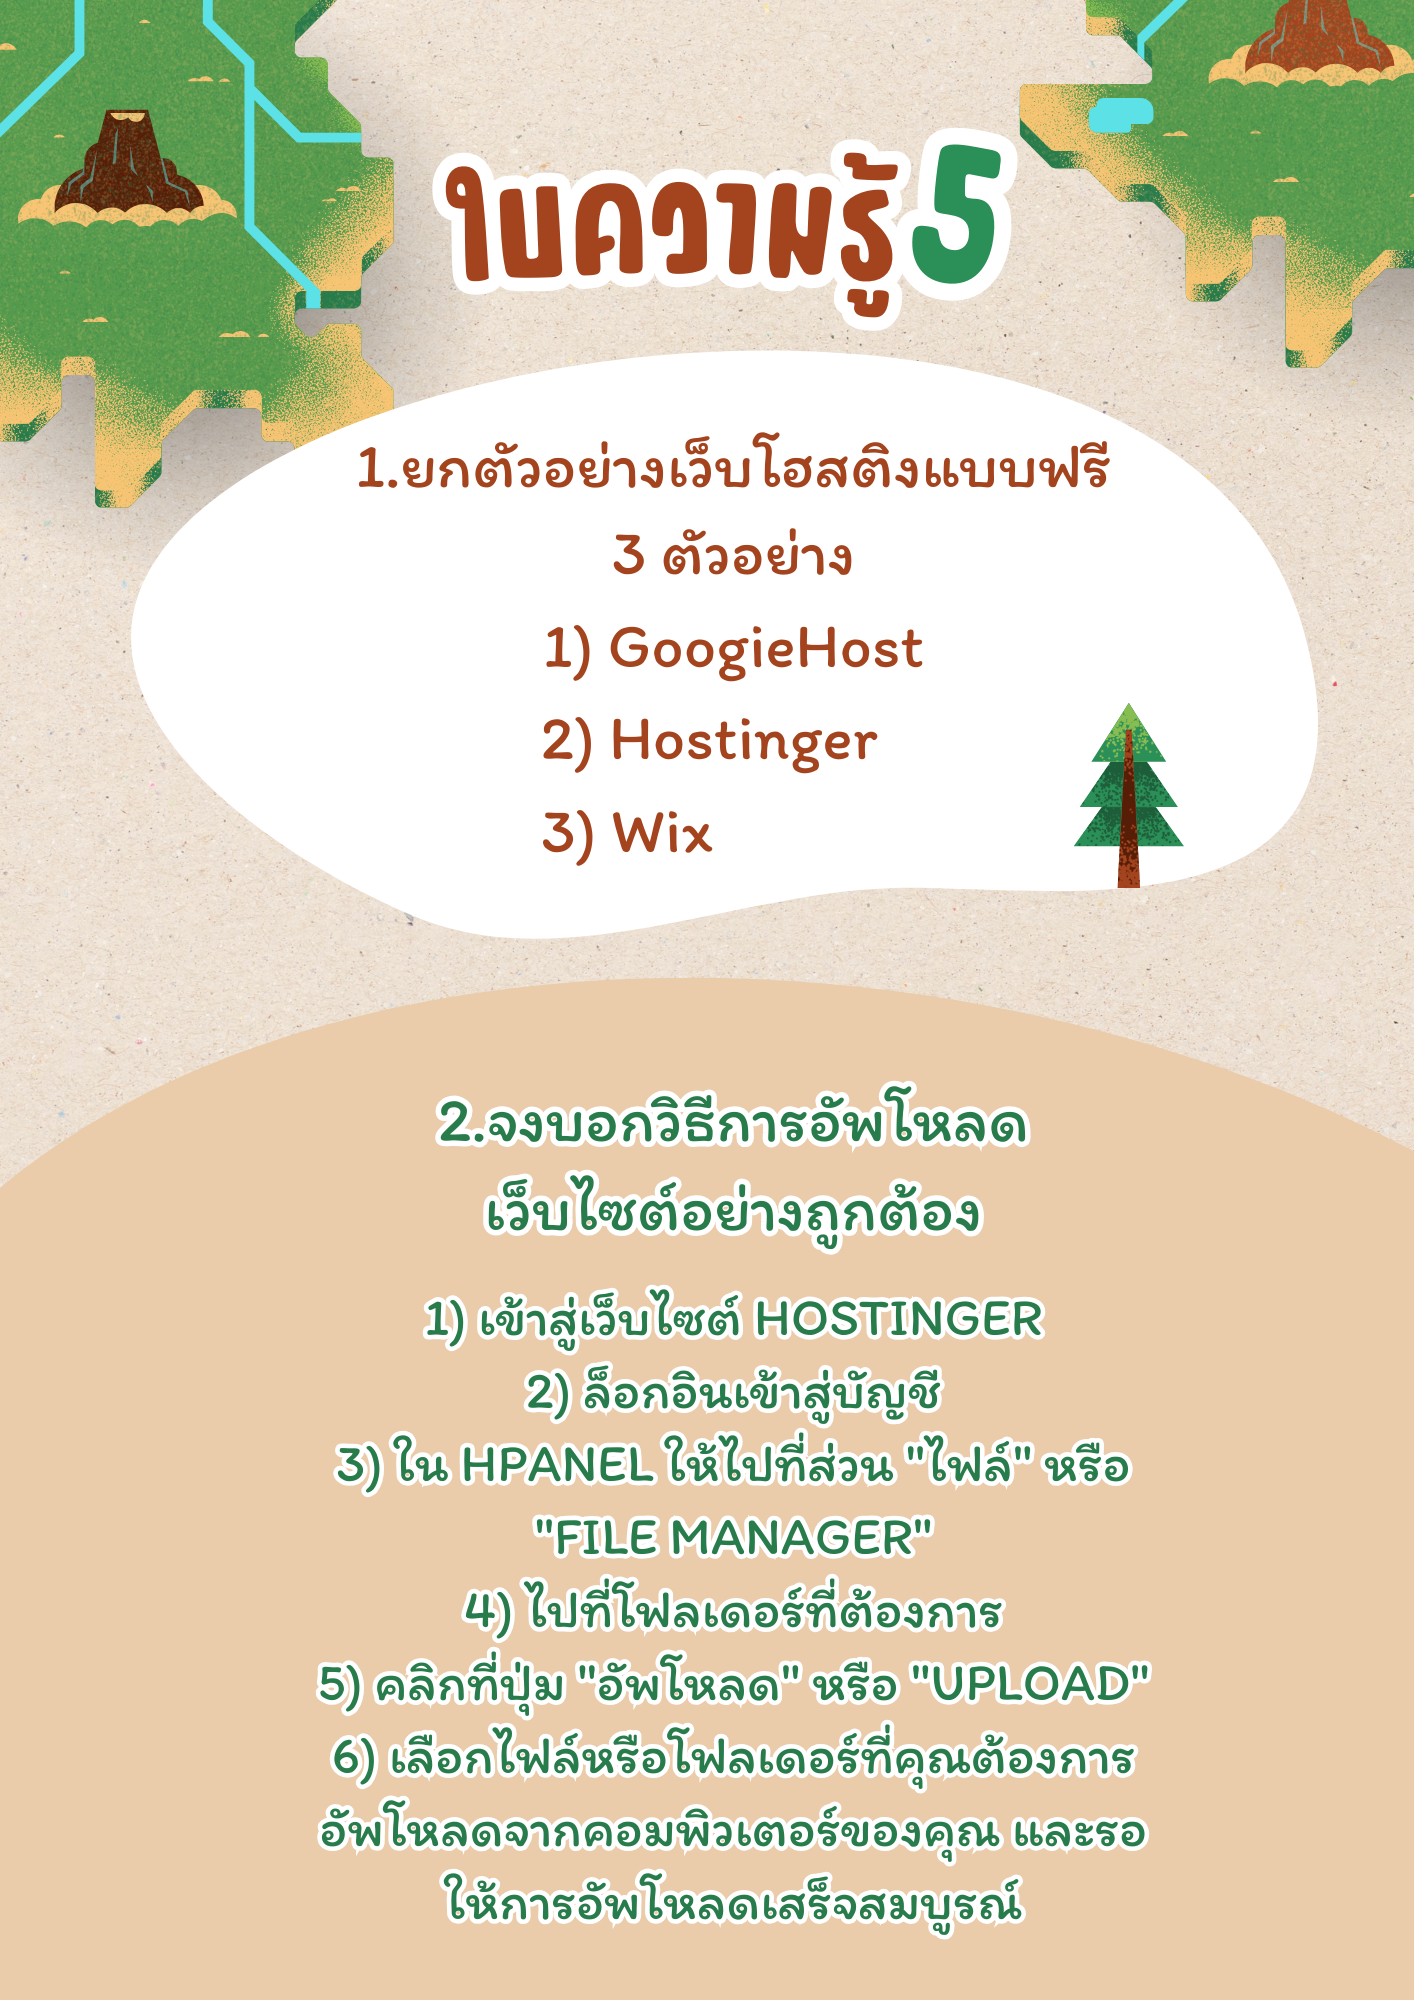 ใบความรู้ 5
1.ยกตัวอย่างเว็บโฮสติงแบบฟรี
3 ตัวอย่าง
1) GoogieHost
2) Hostinger
3) Wix
2.จงบอกวิธีการอัพโหลด
เว็บไซต์อย่างถูกต้อง
1) เข้าสู่เว็บไซต์ HOSTINGER
2) ล็อกอินเข้าสู่บัญชี
3) ใน HPANEL ให้ไปที่ส่วน "ไฟล์" หรือ
"FILE MANAGER"
4) ไปที่โฟลเดอร์ที่ต้องการ
5) คลิกที่ปุ่ม "อัพโหลด" หรือ "UPLOAD"
6) เลือกไฟล์หรือโฟลเดอร์ที่คุณต้องการ
อัพโหลดจากคอมพิวเตอร์ของคุณ และรอ
ให้การอัพโหลดเสร็จสมบูรณ์